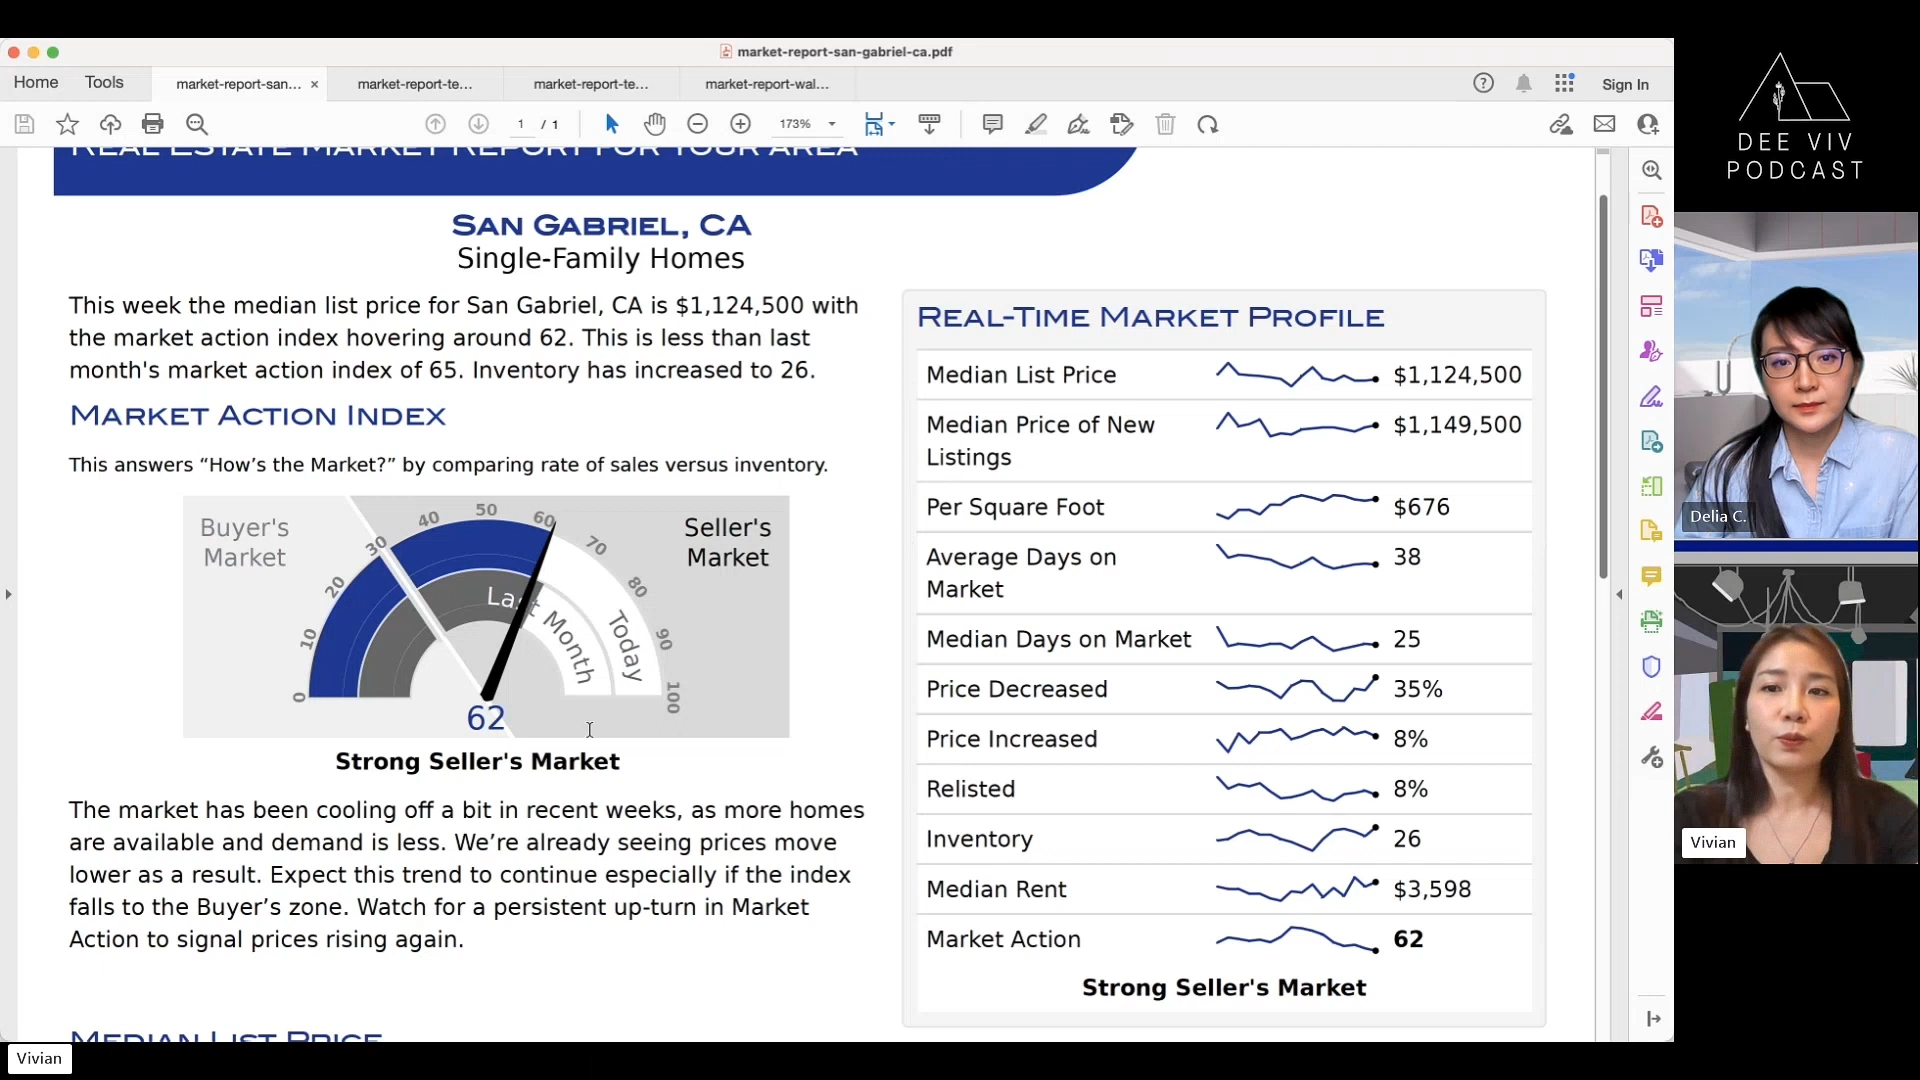 market-report-san-gabriel-ca.pdf
Home
Tools
market-report-san...
market-report-te...
market-report-te...
market-report-wal...
Sign In
1 / 1
173%
REAL ESTATE MARKET REPORT FOR YOUR AREA
SAN GABRIEL, CA
Single-Family Homes
This week the median list price for San Gabriel, CA is $1,124,500 with
the market action index hovering around 62. This is less than last
month's market action index of 65. Inventory has increased to 26.
MARKET ACTION INDEX
This answers “How’s the Market?” by comparing rate of sales versus inventory.
Buyer's
Market
Seller's
Market
0
10
20
30
40
50
60
70
80
90
100
Last Month
Today
62
Strong Seller's Market
The market has been cooling off a bit in recent weeks, as more homes
are available and demand is less. We’re already seeing prices move
lower as a result. Expect this trend to continue especially if the index
falls to the Buyer’s zone. Watch for a persistent up-turn in Market
Action to signal prices rising again.
MEDIAN LIST PRICE
REAL-TIME MARKET PROFILE
Median List Price $1,124,500
Median Price of New
Listings $1,149,500
Per Square Foot $676
Average Days on
Market 38
Median Days on Market 25
Price Decreased 35%
Price Increased 8%
Relisted 8%
Inventory 26
Median Rent $3,598
Market Action 62
Strong Seller's Market
DEE VIV
PODCAST
Delia C.
Vivian
Vivian